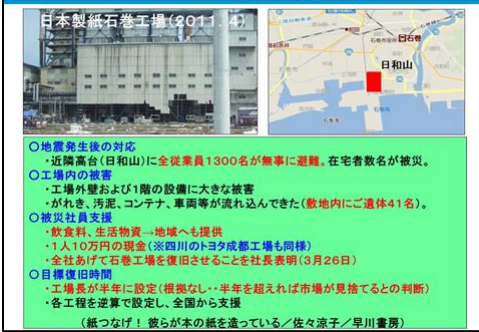 日本製紙石巻工場(2011.4)
石巻
日和山
○地震発生後の対応
・近隣高台(日和山)に全従業員1300名が無事に避難。在宅者数名が被災。
○工場内の被害
・工場外壁および1階の設備に大きな被害
・がれき、汚泥、コンテナ、車両等が流れ込んできた(敷地内にご遺体41名)。
○被災社員支援
・飲食料、生活物資→地域へも提供
・1人10万円の現金(※四川のトヨタ成都工場も同様)
・全社あげて石巻工場を復旧させることを社長表明(3月26日)
○目標復旧時間
・工場長が半年に設定(根拠なし・・半年を超えれば市場が見捨てるとの判断)
・各工程を逆算で設定し、全国から支援
(紙つなげ! 彼らが本の紙を造っている/佐々涼子/早川書房)